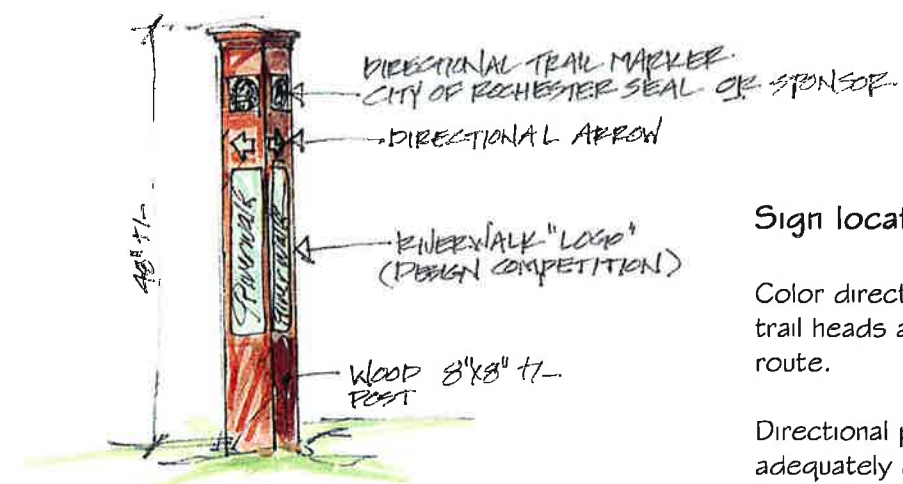 DIRECTIONAL TRAIL MARKER.
CITY OF ROCHESTER SEAL OR SPONSOR.
DIRECTIONAL ARROW
48" +/-
Riverwalk
Riverwalk
RIVERWALK "LOGO"
(DESIGN COMPETITION)
WOOD 8"X8" +/-
POST
Sign locat
Color direct
trail heads a
route.
Directional p
adequately